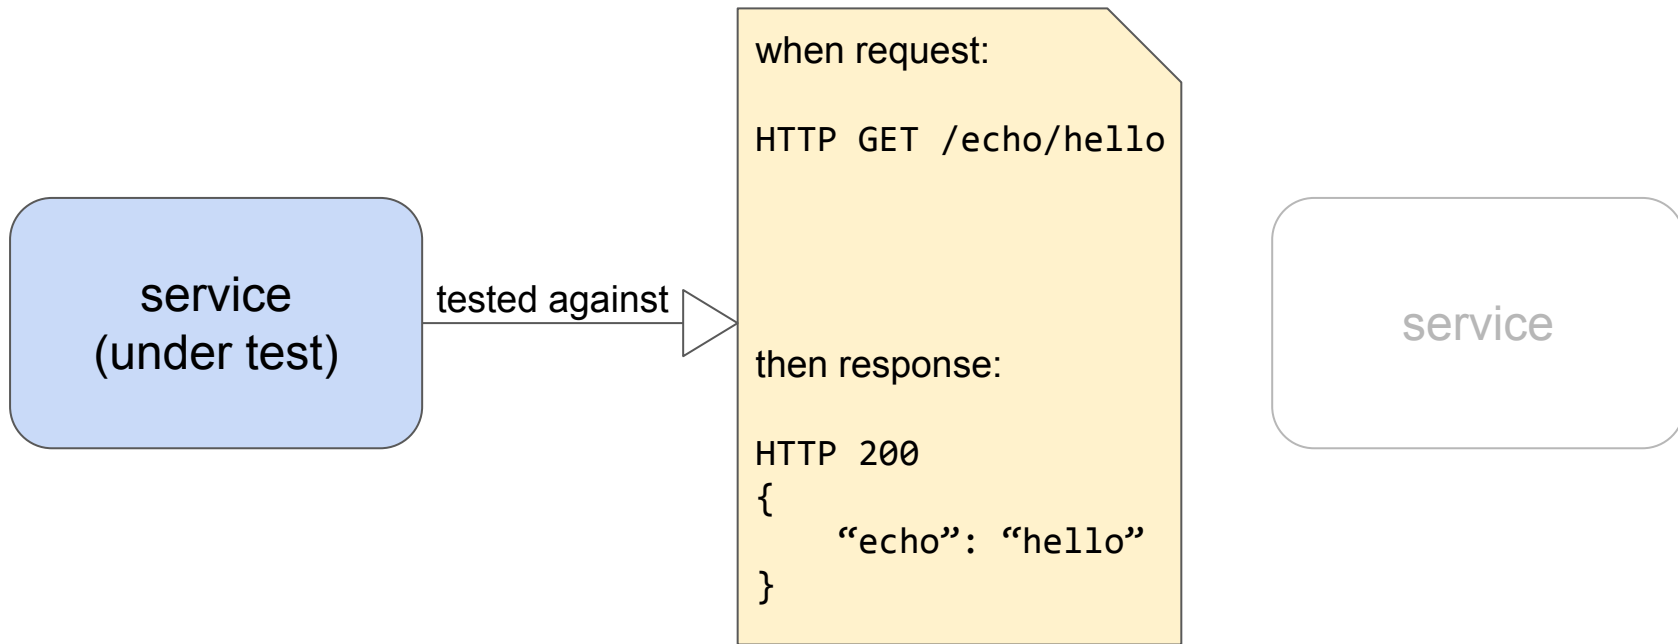 service
(under test)
tested against
when request:
HTTP GET /echo/hello
then response:
HTTP 200
{
“echo”: “hello”
}
service